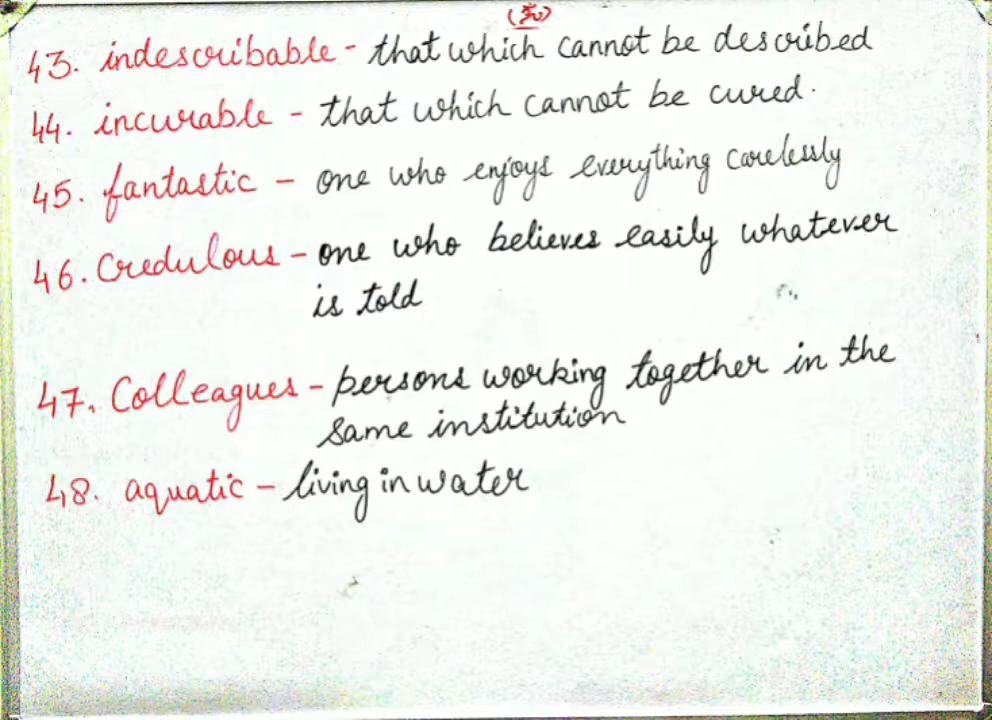 43. indescribable - that which cannot be described
44. incurable - that which cannot be cured.
45. fantastic - one who enjoys everything carelessly
46. Credulous - one who believes easily whatever
is told
47. Colleagues - persons working together in the
same institution
48. aquatic - living in water